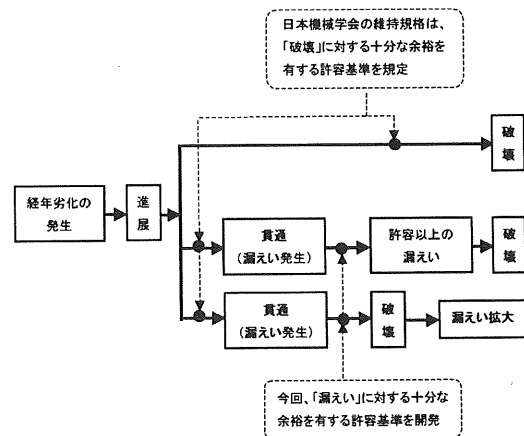 日本機械学会の維持規格は、
「破壊」に対する十分な余裕を
有する許容基準を規定
破
壊
経年劣化の
発生
進
展
貫通
(漏えい発生)
許容以上の
漏えい
破
壊
貫通
(漏えい発生)
破
壊
漏えい拡大
今回、「漏えい」に対する十分な
余裕を有する許容基準を開発